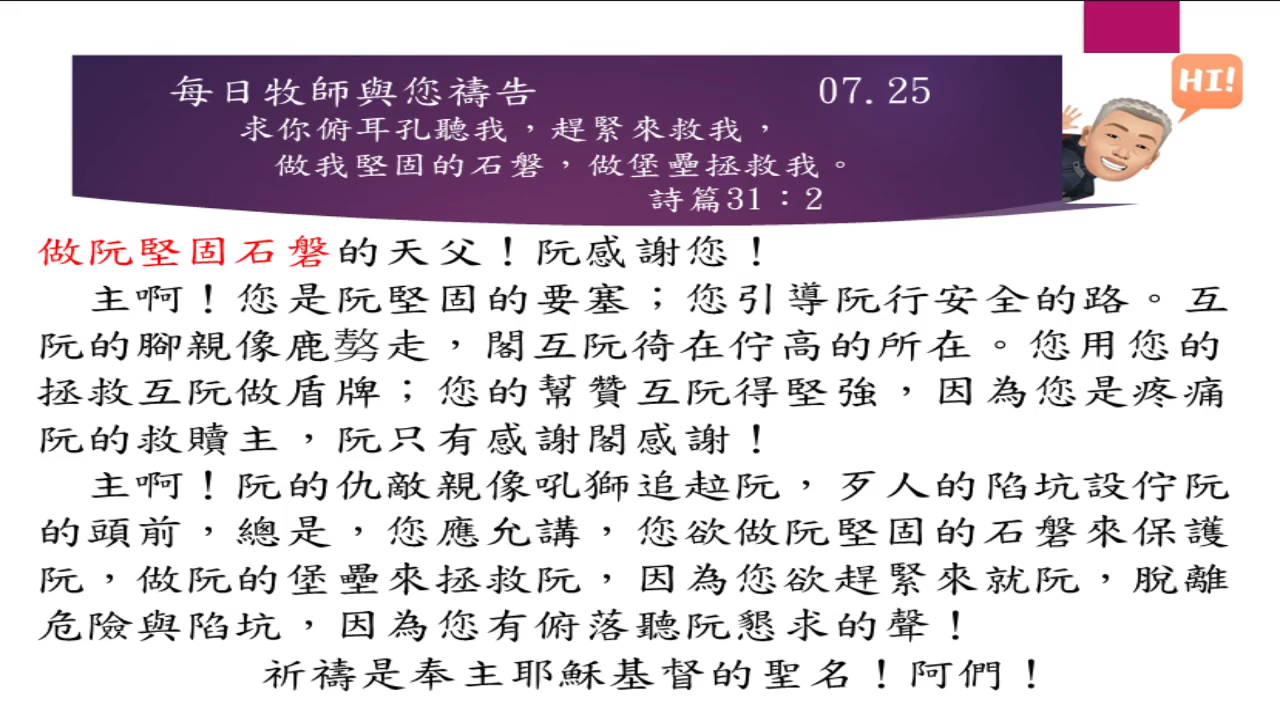 每日牧師與您禱告 07.25
求你俯耳孔聽我，趕緊來救我，
做我堅固的石磐，做堡壘拯救我。
詩篇31：2
HI!
做阮堅固石磐的天父！阮感謝您！
主啊！您是阮堅固的要塞；您引導阮行安全的路。互
阮的腳親像鹿勢走，閣互阮徛在佇高的所在。您用您的
拯救互阮做盾牌；您的幫贊互阮得堅強，因為您是疼痛
阮的救贖主，阮只有感謝閣感謝！
主啊！阮的仇敵親像吼獅追趉阮，歹人的陷坑設佇阮
的頭前，總是，您應允講，您欲做阮堅固的石磐來保護
阮，做阮的堡壘來拯救阮，因為您欲趕緊來就阮，脫離
危險與陷坑，因為您有俯落聽阮懇求的聲！
祈禱是奉主耶穌基督的聖名！阿們！